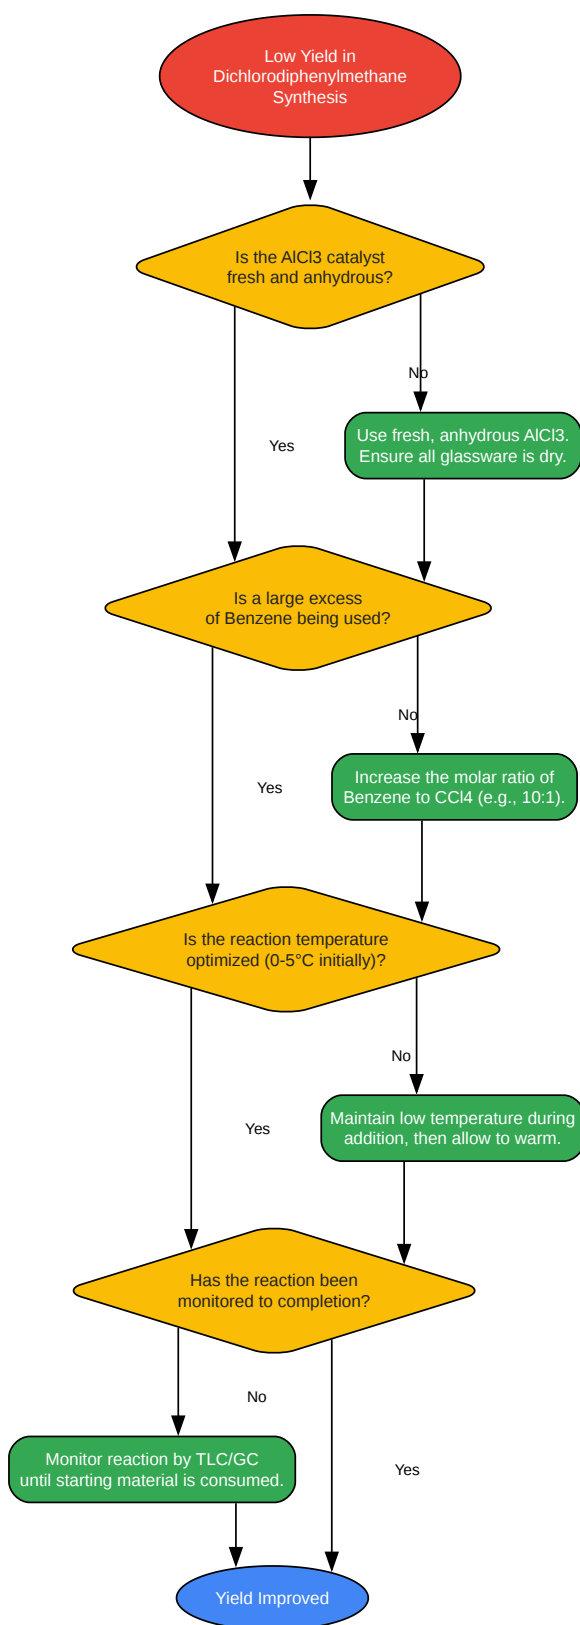 Low Yield in
Dichlorodiphenylmethane
Synthesis
Is the AlCl3 catalyst
fresh and anhydrous?
No
Use fresh, anhydrous AlCl3.
Ensure all glassware is dry.
Yes
Is a large excess
of Benzene being used?
No
Increase the molar ratio of
Benzene to CCl4 (e.g., 10:1).
Yes
Is the reaction temperature
optimized (0-5°C initially)?
No
Maintain low temperature during
addition, then allow to warm.
Yes
Has the reaction been
monitored to completion?
No
Monitor reaction by TLC/GC
until starting material is consumed.
Yes
Yield Improved